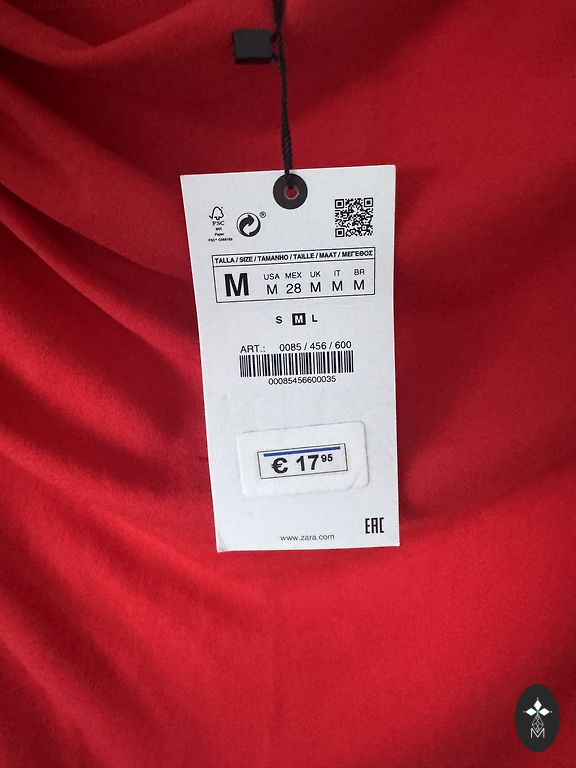 FSC
MIX
Paper
®
TALLA / SIZE / TAMANHO / TAILLE / MAAT / ΜΕΓΕΘΟΣ
M
USA MEX UK IT BR
M 28 M M M
S M L
ART.: 0085 / 456 / 600
00085456600035
€ 17 95
www.zara.com
EAC
M